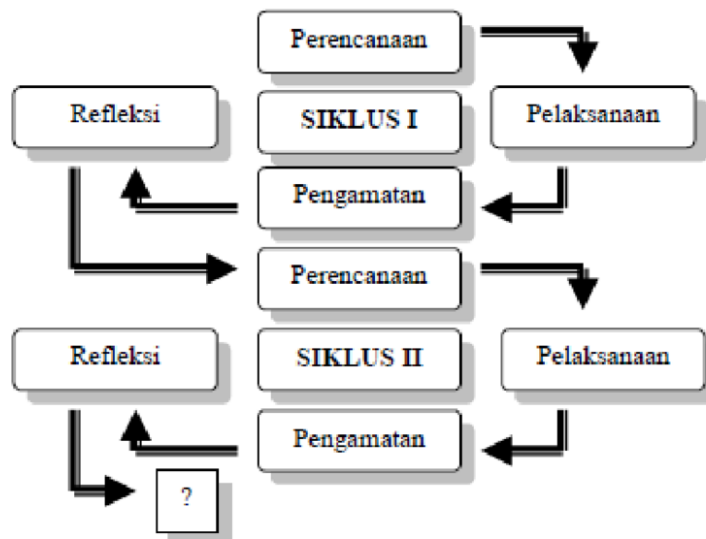 Perencanaan
Refleksi
SIKLUS I
Pelaksanaan
Pengamatan
Perencanaan
Refleksi
SIKLUS II
Pelaksanaan
Pengamatan
?